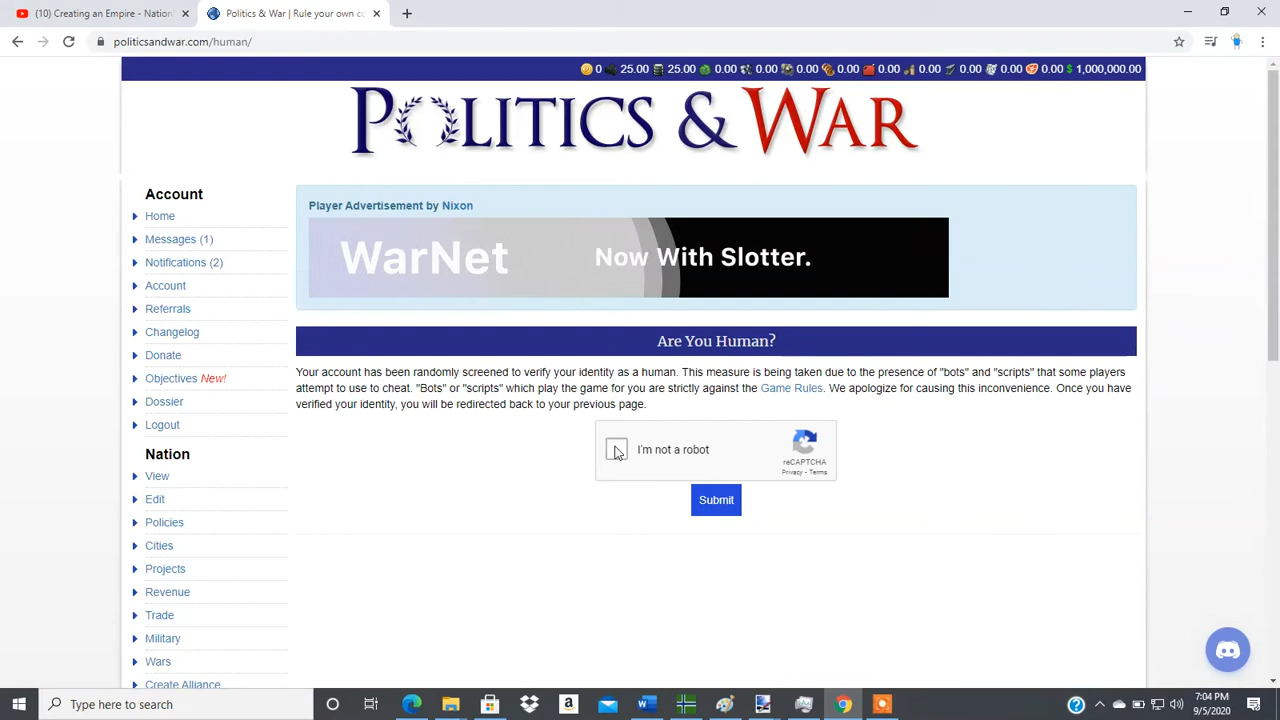 (10) Creating an Empire - Nation
Politics & War | Rule your own co
politicsandwar.com/human/
0 25.00 25.00 0.00 0.00 0.00 0.00 0.00 0.00 0.00 0.00 0.00 $ 1,000,000.00
POLITICS & WAR
Account
Home
Messages (1)
Notifications (2)
Account
Referrals
Changelog
Donate
Objectives New!
Dossier
Logout
Nation
View
Edit
Policies
Cities
Projects
Revenue
Trade
Military
Wars
Create Alliance
Player Advertisement by Nixon
WarNet Now With Slotter.
Are You Human?
Your account has been randomly screened to verify your identity as a human. This measure is being taken due to the presence of "bots" and "scripts" that some players
attempt to use to cheat. "Bots" or "scripts" which play the game for you are strictly against the Game Rules. We apologize for causing this inconvenience. Once you have
verified your identity, you will be redirected back to your previous page.
I'm not a robot
reCAPTCHA
Privacy - Terms
Submit
Type here to search
7:04 PM
9/5/2020